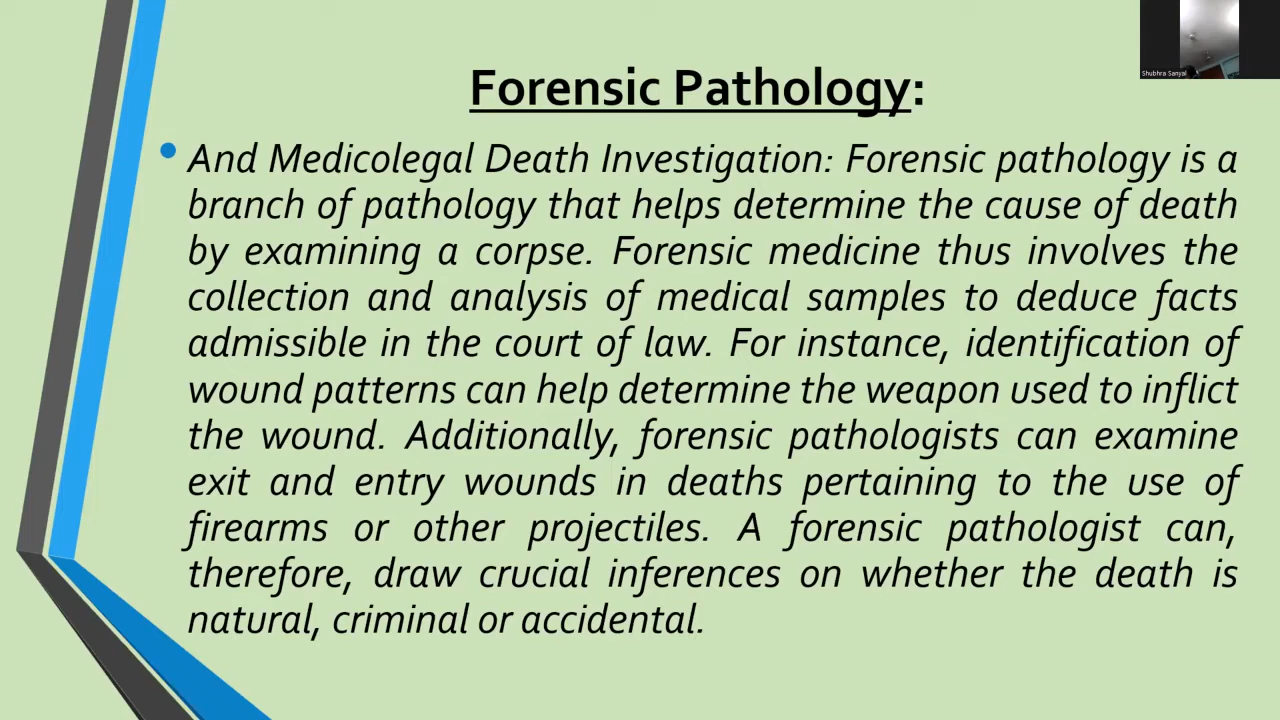 Shubhra Sanyal
Forensic Pathology:
• And Medicolegal Death Investigation: Forensic pathology is a
branch of pathology that helps determine the cause of death
by examining a corpse. Forensic medicine thus involves the
collection and analysis of medical samples to deduce facts
admissible in the court of law. For instance, identification of
wound patterns can help determine the weapon used to inflict
the wound. Additionally, forensic pathologists can examine
exit and entry wounds in deaths pertaining to the use of
firearms or other projectiles. A forensic pathologist can,
therefore, draw crucial inferences on whether the death is
natural, criminal or accidental.